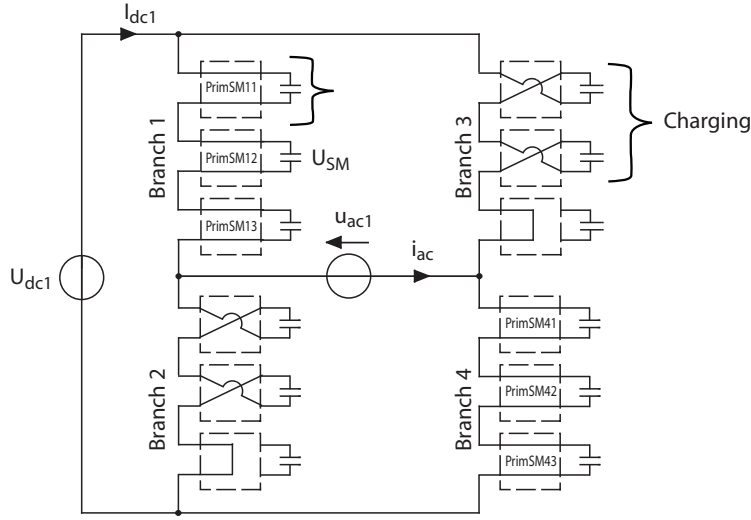 I_dc1
PrimSM11
Branch 1
PrimSM12
U_SM
PrimSM13
Branch 3
Charging
u_ac1
i_ac
U_dc1
Branch 2
Branch 4
PrimSM41
PrimSM42
PrimSM43